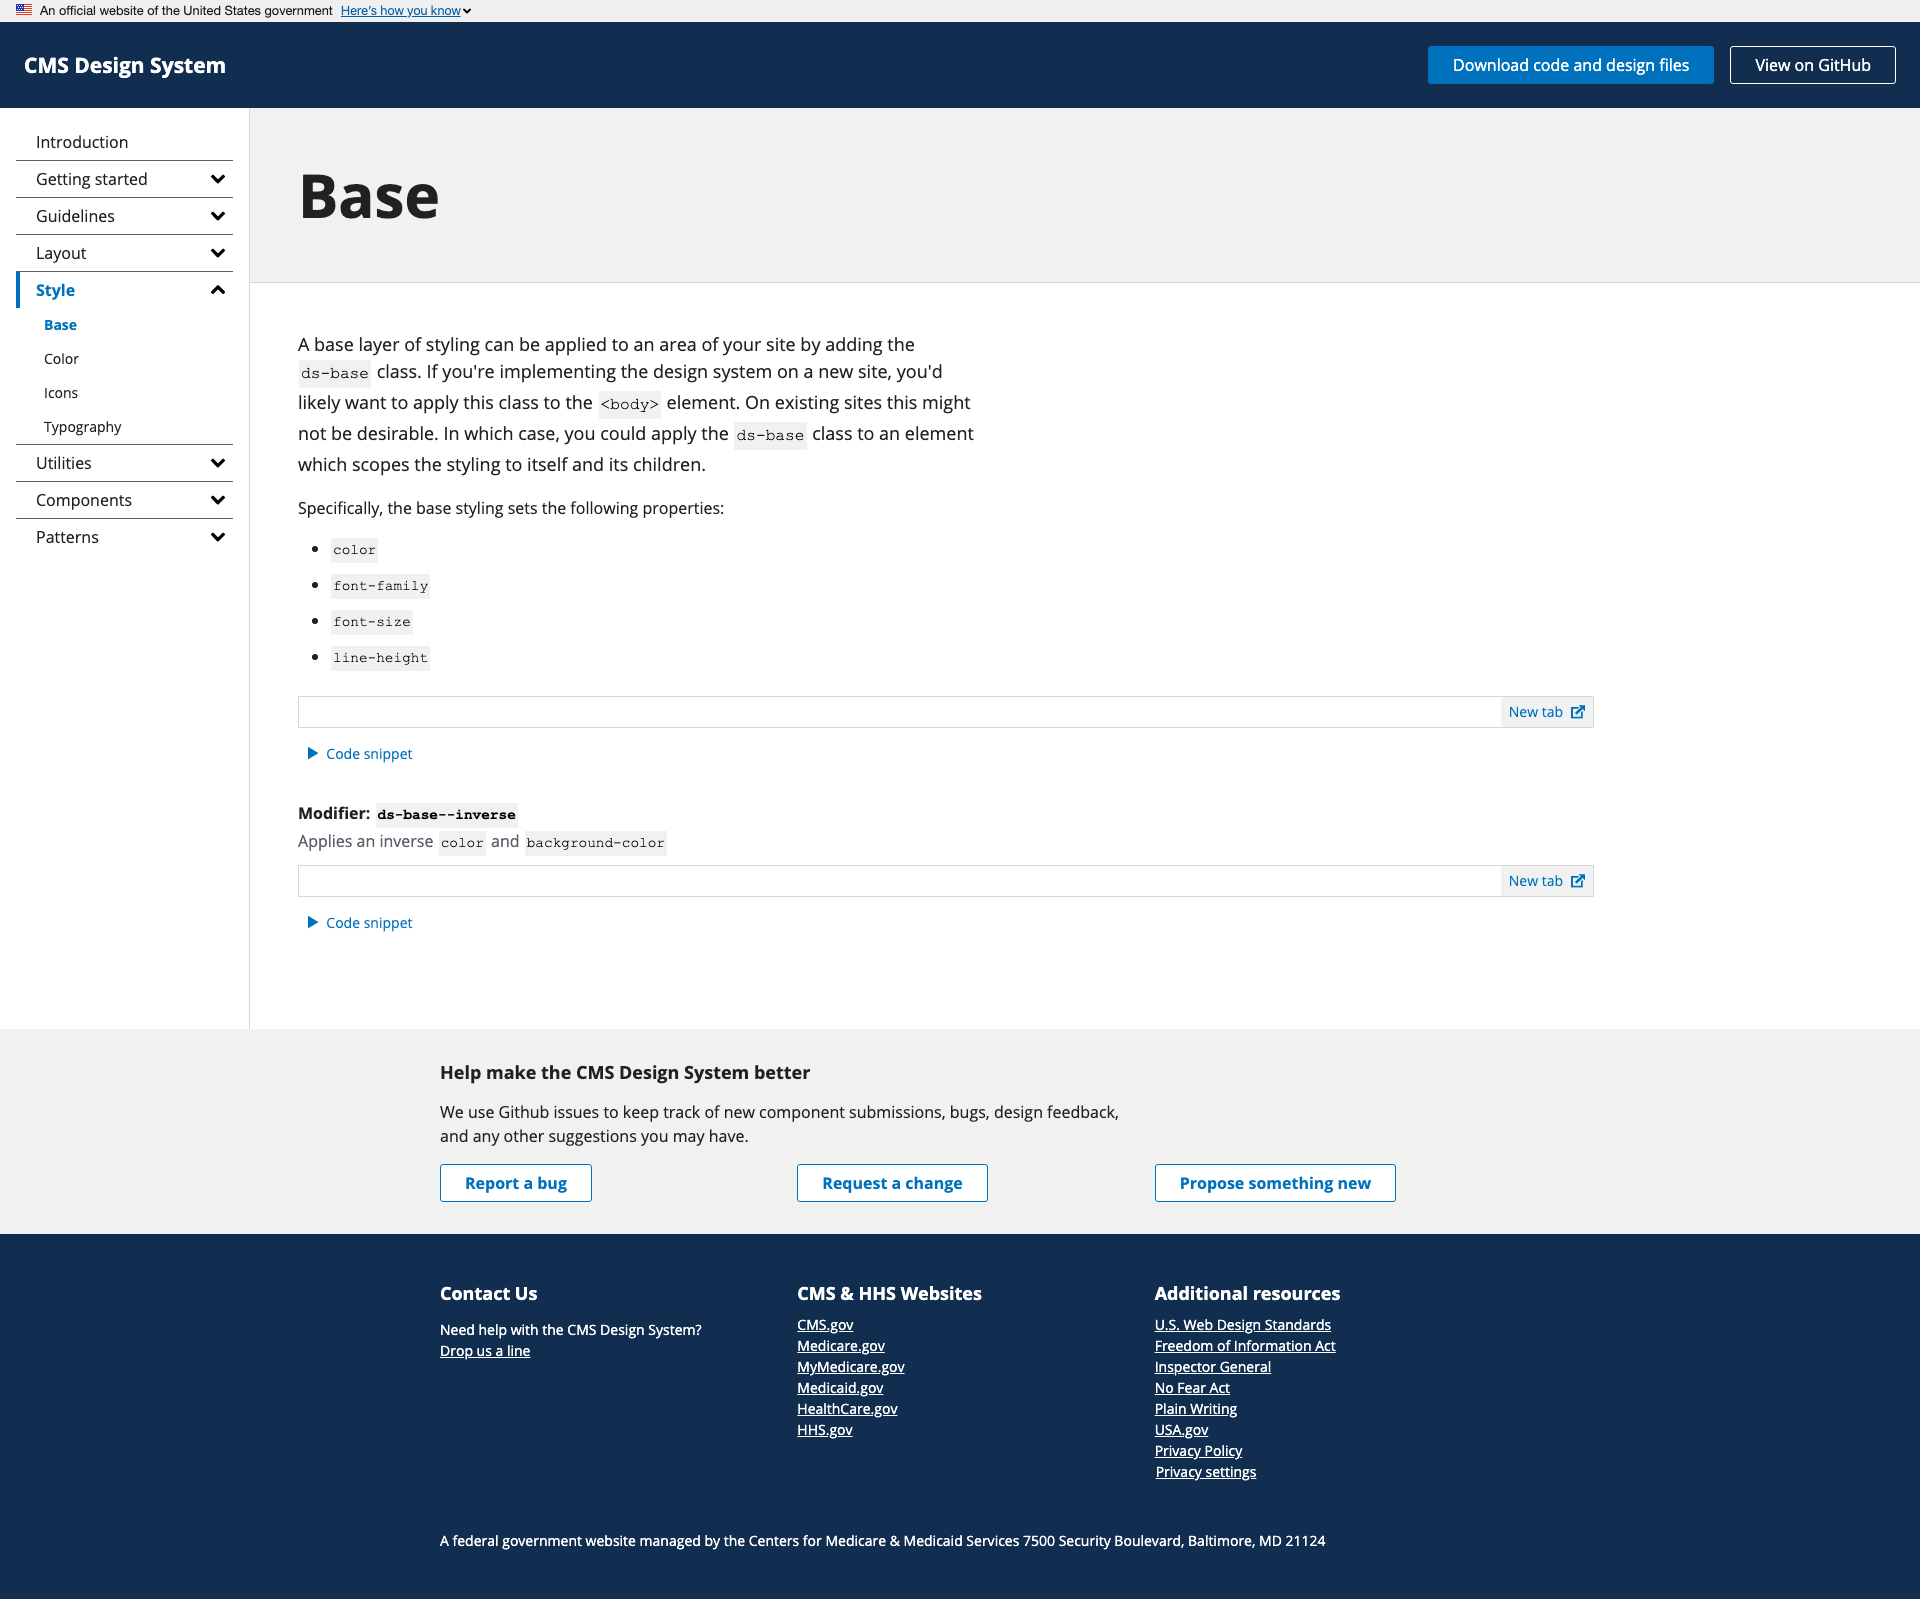 An official website of the United States government Here's how you know
CMS Design System
Download code and design files
View on GitHub
Introduction
Getting started
Guidelines
Layout
Style
Base
Color
Icons
Typography
Utilities
Components
Patterns
Base
A base layer of styling can be applied to an area of your site by adding the
ds-base class. If you're implementing the design system on a new site, you'd
likely want to apply this class to the <body> element. On existing sites this might
not be desirable. In which case, you could apply the ds-base class to an element
which scopes the styling to itself and its children.
Specifically, the base styling sets the following properties:
color
font-family
font-size
line-height
New tab
Code snippet
Modifier: ds-base--inverse
Applies an inverse color and background-color
New tab
Code snippet
Help make the CMS Design System better
We use Github issues to keep track of new component submissions, bugs, design feedback,
and any other suggestions you may have.
Report a bug
Request a change
Propose something new
Contact Us
Need help with the CMS Design System?
Drop us a line
CMS & HHS Websites
CMS.gov
Medicare.gov
MyMedicare.gov
Medicaid.gov
HealthCare.gov
HHS.gov
Additional resources
U.S. Web Design Standards
Freedom of Information Act
Inspector General
No Fear Act
Plain Writing
USA.gov
Privacy Policy
Privacy settings
A federal government website managed by the Centers for Medicare & Medicaid Services 7500 Security Boulevard, Baltimore, MD 21124